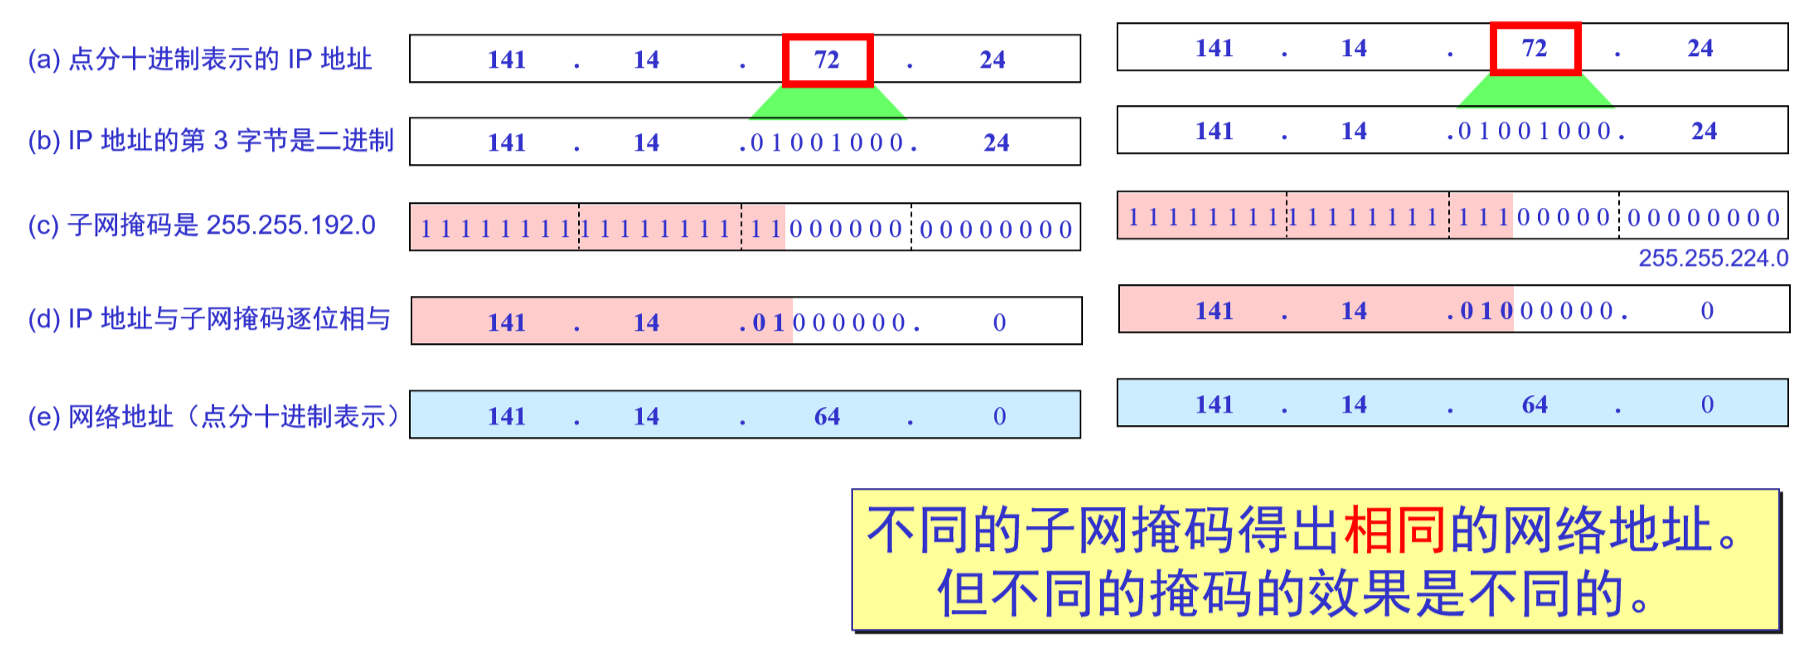 (a) 点分十进制表示的 IP 地址 141 . 14 . 72 . 24 141 . 14 . 72 . 24
(b) IP 地址的第 3 字节是二进制 141 . 14 .01001000. 24 141 . 14 .01001000. 24
(c) 子网掩码是 255.255.192.0 11111111 11111111 11000000 00000000 11111111 11111111 11100000 00000000
255.255.224.0
(d) IP 地址与子网掩码逐位相与 141 . 14 .01000000. 0 141 . 14 .01000000. 0
(e) 网络地址（点分十进制表示） 141 . 14 . 64 . 0 141 . 14 . 64 . 0
不同的子网掩码得出相同的网络地址。
但不同的掩码的效果是不同的。